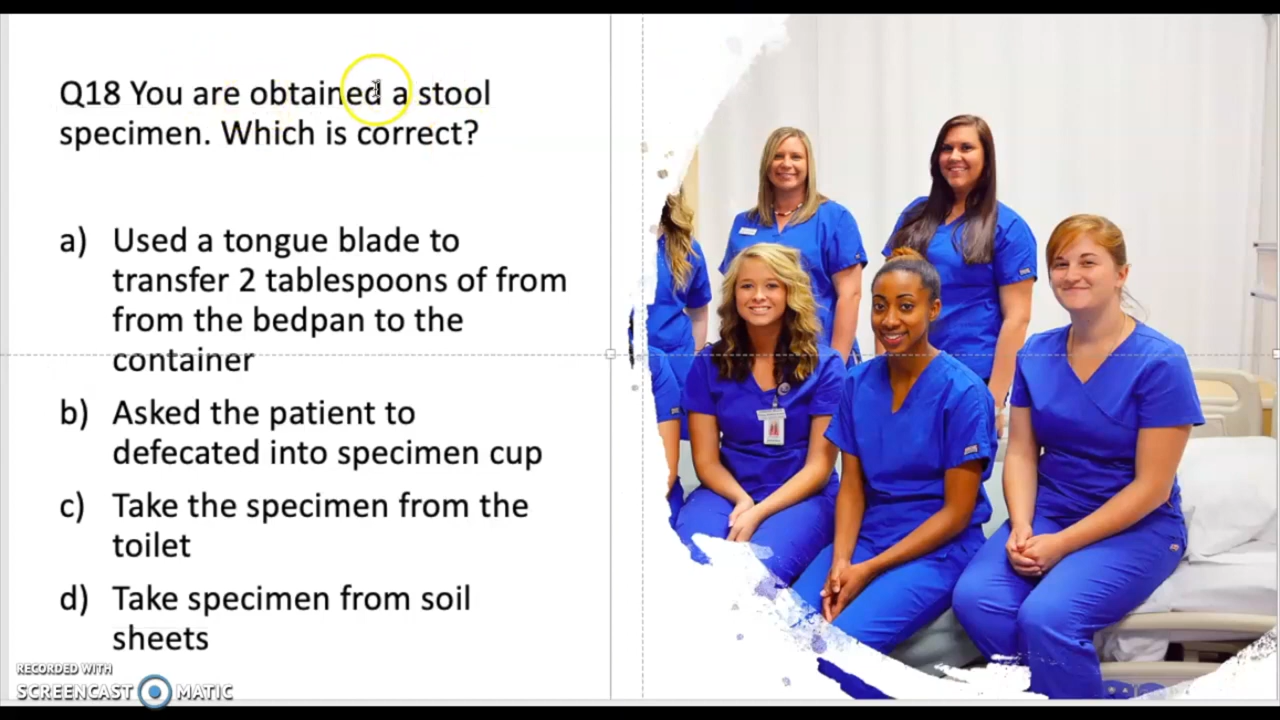 Q18 You are obtained a stool
specimen. Which is correct?
a) Used a tongue blade to
transfer 2 tablespoons of from
from the bedpan to the
container
b) Asked the patient to
defecated into specimen cup
c) Take the specimen from the
toilet
d) Take specimen from soil
sheets
RECORDED WITH
SCREENCAST MATIC